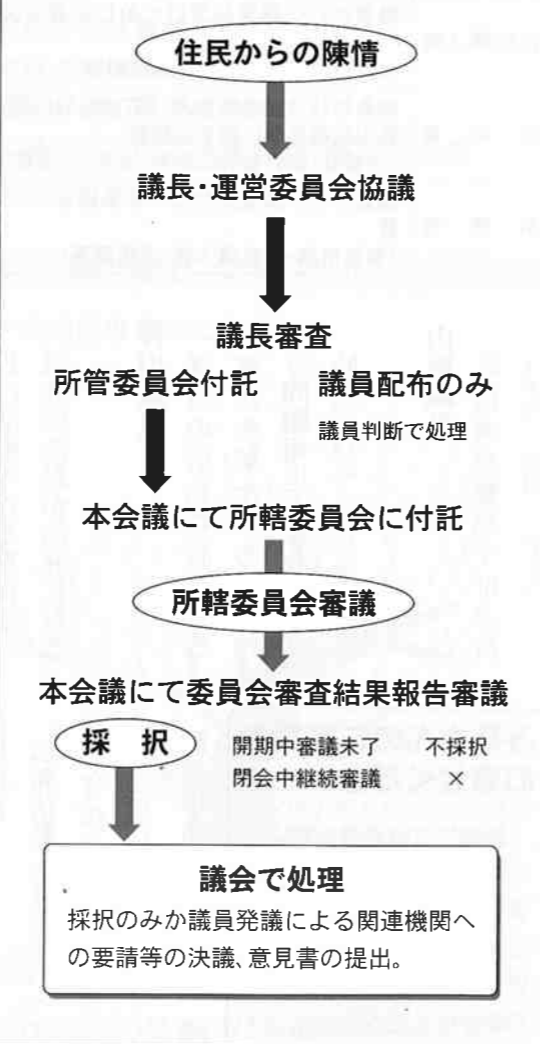 住民からの陳情
議長・運営委員会協議
議長審査
所管委員会付託 議員配布のみ
議員判断で処理
本会議にて所轄委員会に付託
所轄委員会審議
本会議にて委員会審査結果報告審議
採 択
開期中審議未了 不採択
閉会中継続審議 ×
議会で処理
採択のみか議員発議による関連機関へ
の要請等の決議、意見書の提出。